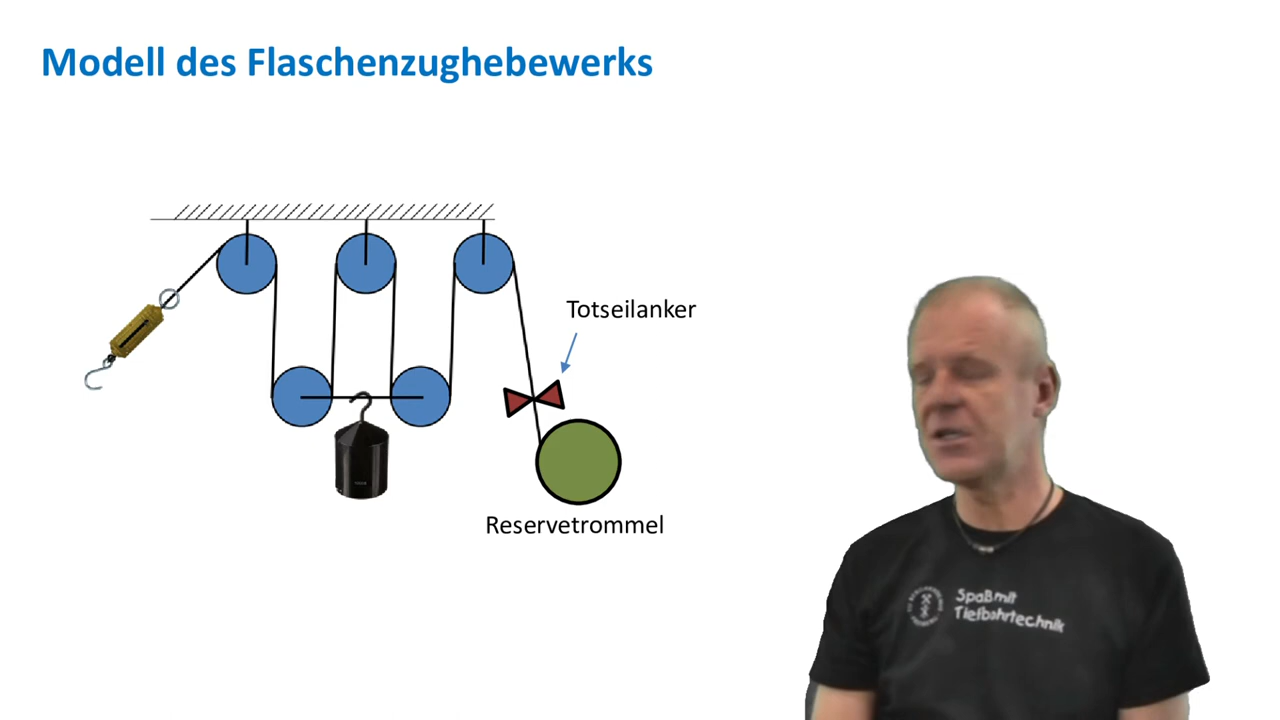 Modell des Flaschenzughebewerks
Totseilanker
Reservetrommel
Spaß mit
Tiefbohrtechnik